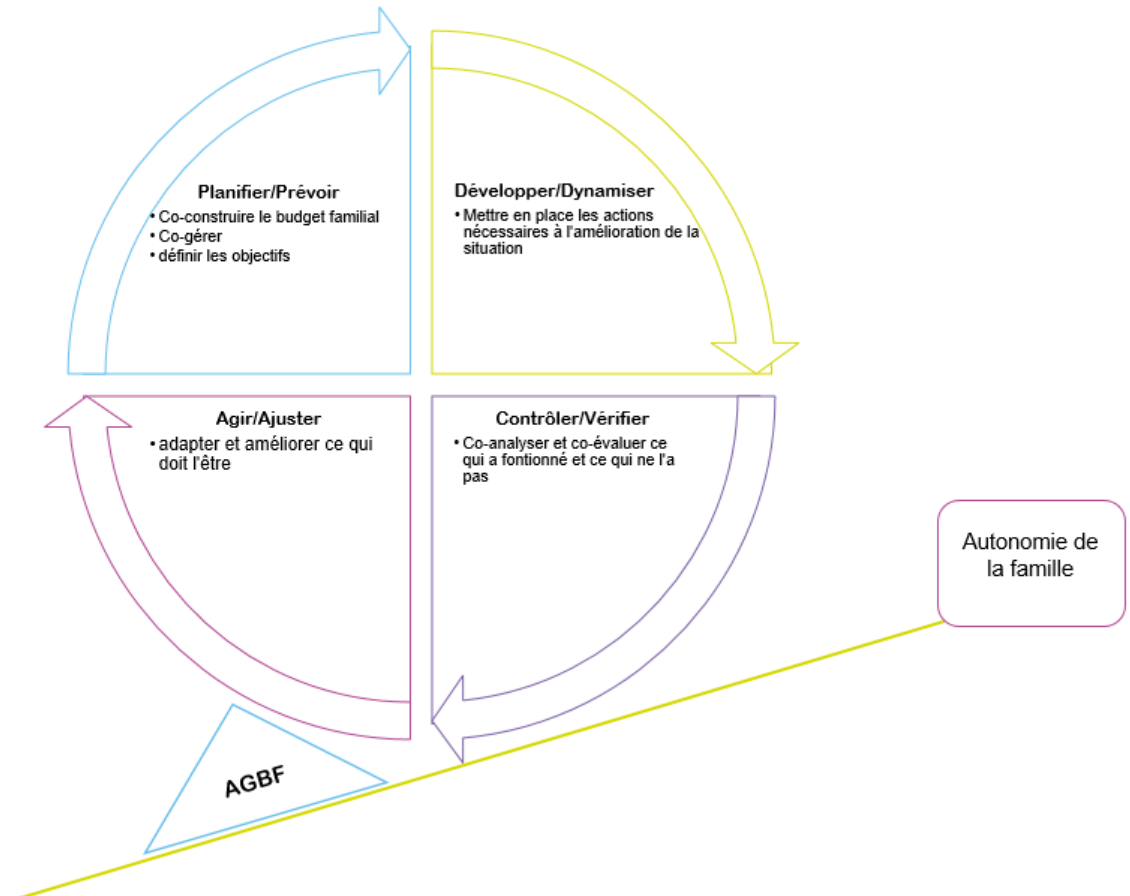 Planifier/Prévoir
• Co-construire le budget familial
• Co-gérer
• définir les objectifs
Développer/Dynamiser
• Mettre en place les actions
nécessaires à l'amélioration de la
situation
Agir/Ajuster
• adapter et améliorer ce qui
doit l'être
Contrôler/Vérifier
• Co-analyser et co-évaluer ce
qui a fontionné et ce qui ne l'a
pas
Autonomie de
la famille
AGBF